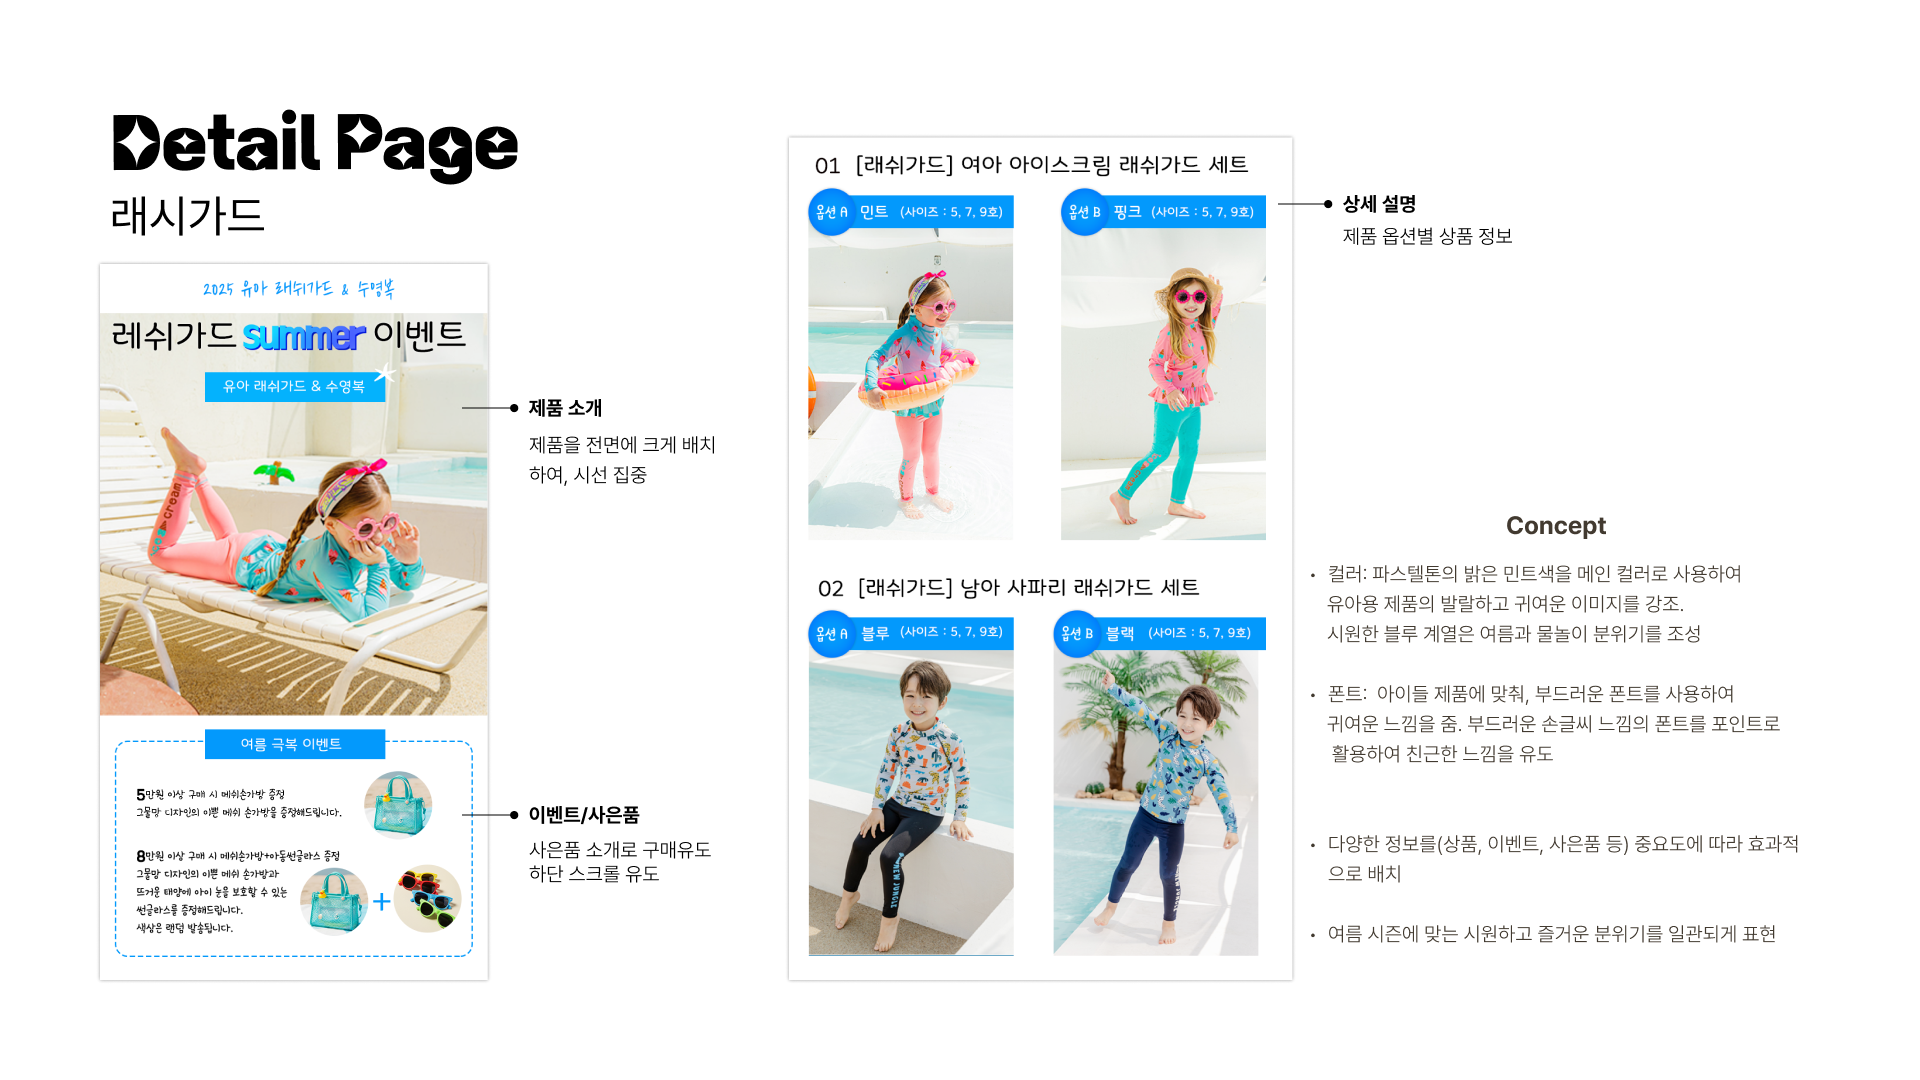 Detail Page
래시가드
2025 유아 래쉬가드 & 수영복
레쉬가드 summer 이벤트
유아 래쉬가드 & 수영복
ice cream
여름 극복 이벤트
5만원 이상 구매 시 메쉬손가방 증정
그물망 디자인의 이쁜 메쉬 손가방을 증정해드립니다.
8만원 이상 구매 시 메쉬손가방+아동썬글라스 증정
그물망 디자인의 이쁜 메쉬 손가방과
뜨거운 태양에 아이 눈을 보호할 수 있는
썬글라스를 증정해드립니다.
색상은 랜덤 발송됩니다.
+
제품 소개
제품을 전면에 크게 배치
하여, 시선 집중
이벤트/사은품
사은품 소개로 구매유도
하단 스크롤 유도
01 [래쉬가드] 여아 아이스크림 래쉬가드 세트
옵션 A 민트 (사이즈 : 5, 7, 9호)
옵션 B 핑크 (사이즈 : 5, 7, 9호)
02 [래쉬가드] 남아 사파리 래쉬가드 세트
옵션 A 블루 (사이즈 : 5, 7, 9호)
옵션 B 블랙 (사이즈 : 5, 7, 9호)
상세 설명
제품 옵션별 상품 정보
Concept
• 컬러: 파스텔톤의 밝은 민트색을 메인 컬러로 사용하여
유아용 제품의 발랄하고 귀여운 이미지를 강조.
시원한 블루 계열은 여름과 물놀이 분위기를 조성
• 폰트: 아이들 제품에 맞춰, 부드러운 폰트를 사용하여
귀여운 느낌을 줌. 부드러운 손글씨 느낌의 폰트를 포인트로
활용하여 친근한 느낌을 유도
• 다양한 정보를(상품, 이벤트, 사은품 등) 중요도에 따라 효과적
으로 배치
• 여름 시즌에 맞는 시원하고 즐거운 분위기를 일관되게 표현